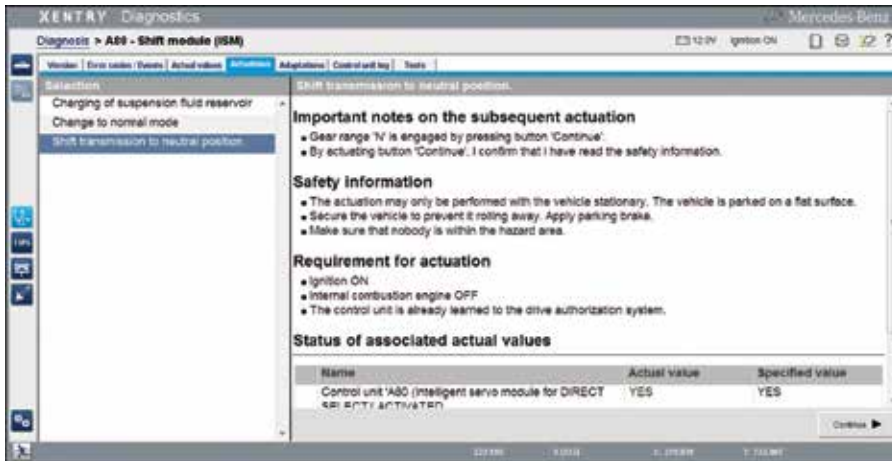 XENTRY Diagnostics
Mercedes-Benz
Diagnosis > A80 - Shift module (ISM)
12.0V Ignition ON ?
Version Error codes / Events Actual values Actuations Adaptations Control unit log Tests
Selection
Shift transmission to neutral position.
Charging of suspension fluid reservoir
Change to normal mode
Shift transmission to neutral position.
Important notes on the subsequent actuation
Gear range 'N' is engaged by pressing button 'Continue'.
By actuating button 'Continue', I confirm that I have read the safety information.
Safety information
The actuation may only be performed with the vehicle stationary. The vehicle is parked on a flat surface.
Secure the vehicle to prevent it rolling away. Apply parking brake.
Make sure that nobody is within the hazard area.
Requirement for actuation
Ignition ON
Internal combustion engine OFF
The control unit is already learned to the drive authorization system.
Status of associated actual values
Name Actual value Specified value
Control unit 'A80 (Intelligent servo module for DIRECT YES YES
SELECT)' ACTIVATED
TIPS
Continue